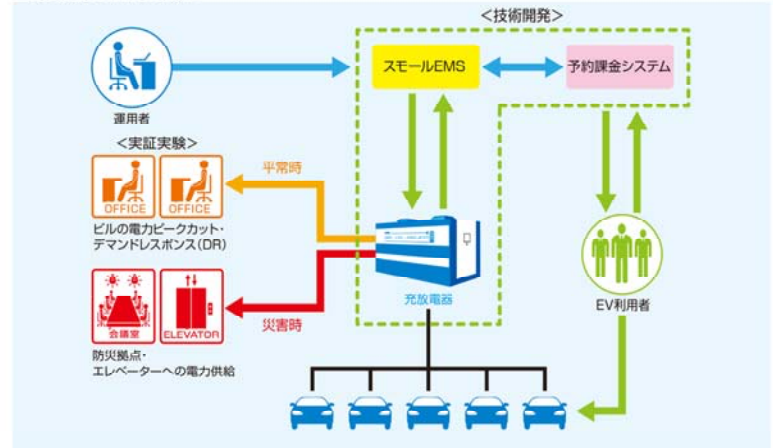 <技術開発>
スモールEMS
予約課金システム
運用者
<実証実験>
平常時
OFFICE
OFFICE
ビルの電力ピークカット・
デマンドレスポンス(DR)
充放電器
EV利用者
会議室
ELEVATOR
災害時
防災拠点・
エレベーターへの電力供給